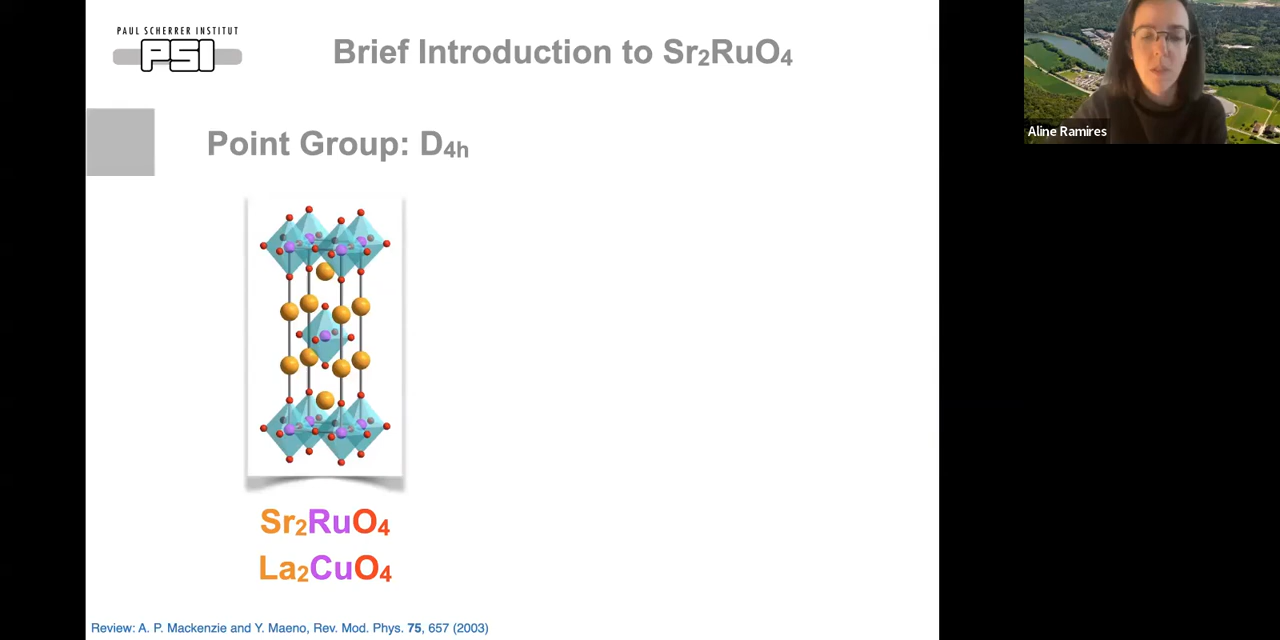 PAUL SCHERRER INSTITUT
PSI
Brief Introduction to Sr₂RuO₄
Aline Ramires
Point Group: D₄ₕ
Sr₂RuO₄
La₂CuO₄
Review: A. P. Mackenzie and Y. Maeno, Rev. Mod. Phys. 75, 657 (2003)